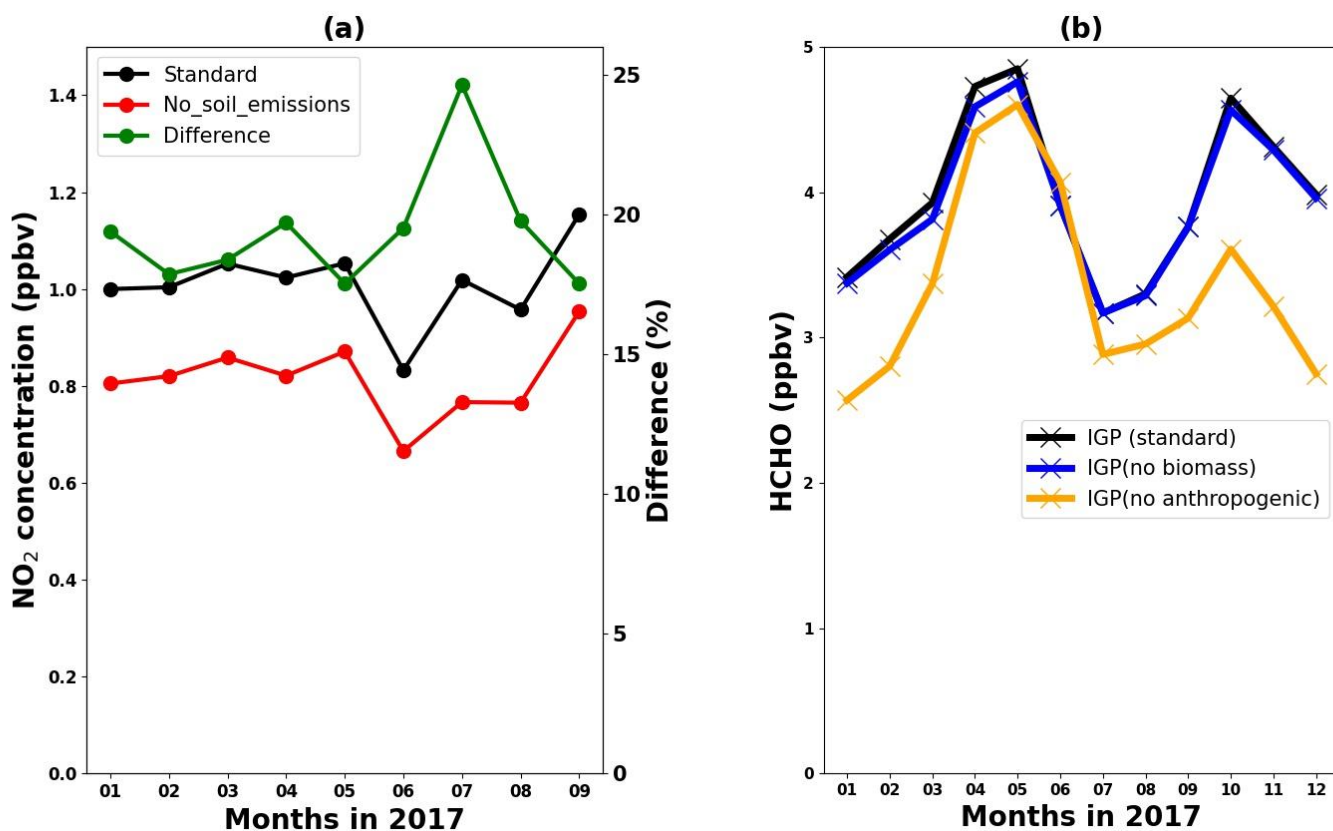 (a)
Standard
No_soil_emissions
Difference
NO₂ concentration (ppbv)
1.4
1.2
1.0
0.8
0.6
0.4
0.2
0.0
25
20
15
10
5
0
Difference (%)
01 02 03 04 05 06 07 08 09
Months in 2017
(b)
HCHO (ppbv)
5
4
3
2
1
0
IGP (standard)
IGP(no biomass)
IGP(no anthropogenic)
01 02 03 04 05 06 07 08 09 10 11 12
Months in 2017